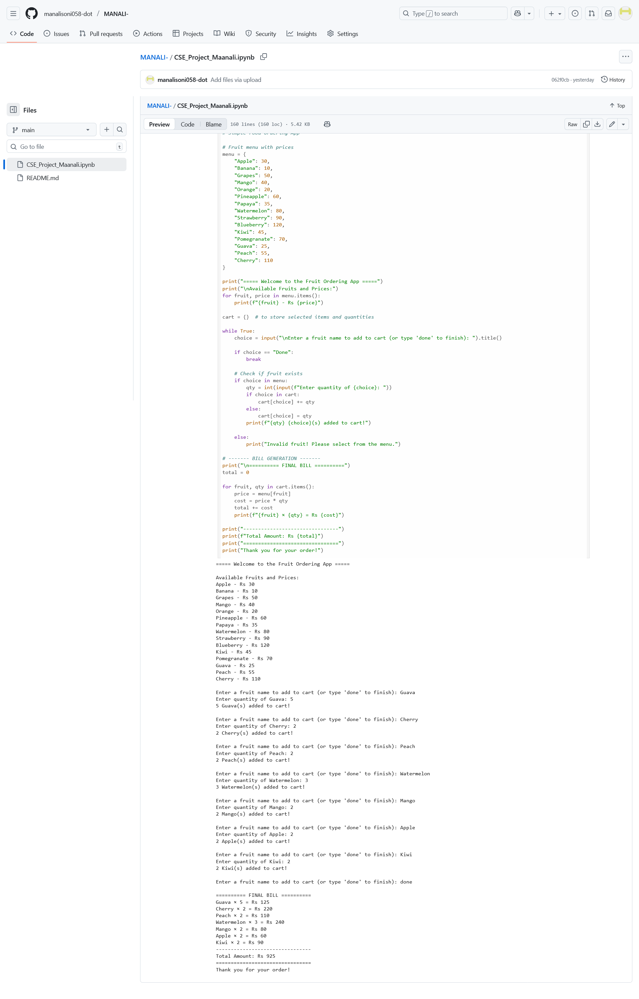 manalisoni058-dot / MANALI-
Type / to search
Code
Issues
Pull requests
Actions
Projects
Wiki
Security
Insights
Settings
MANALI- / CSE_Project_Maanali.ipynb
manalisoni058-dot Add files via upload
062f0cb · yesterday
History
Files
main
Go to file
t
CSE_Project_Maanali.ipynb
README.md
MANALI- / CSE_Project_Maanali.ipynb
Top
Preview
Code
Blame
160 lines (160 loc) · 5.42 KB
Raw
# Simple Food Ordering App
# Fruit menu with prices
menu = {
    "Apple": 30,
    "Banana": 10,
    "Grapes": 50,
    "Mango": 40,
    "Orange": 20,
    "Pineapple": 60,
    "Papaya": 35,
    "Watermelon": 80,
    "Strawberry": 90,
    "Blueberry": 120,
    "Kiwi": 45,
    "Pomegranate": 70,
    "Guava": 25,
    "Peach": 55,
    "Cherry": 110
}
print("===== Welcome to the Fruit Ordering App =====")
print("\nAvailable Fruits and Prices:")
for fruit, price in menu.items():
    print(f"{fruit} - Rs {price}")
cart = {}  # to store selected items and quantities
while True:
    choice = input("\nEnter a fruit name to add to cart (or type 'done' to finish): ").title()
    if choice == "Done":
        break
    # Check if fruit exists
    if choice in menu:
        qty = int(input(f"Enter quantity of {choice}: "))
        if choice in cart:
            cart[choice] += qty
        else:
            cart[choice] = qty
        print(f"{qty} {choice}(s) added to cart!")
    else:
        print("Invalid fruit! Please select from the menu.")
# ------- BILL GENERATION -------
print("\n========== FINAL BILL ==========")
total = 0
for fruit, qty in cart.items():
    price = menu[fruit]
    cost = price * qty
    total += cost
    print(f"{fruit} × {qty} = Rs {cost}")
print("--------------------------------")
print(f"Total Amount: Rs {total}")
print("================================")
print("Thank you for your order!")
===== Welcome to the Fruit Ordering App =====
Available Fruits and Prices:
Apple - Rs 30
Banana - Rs 10
Grapes - Rs 50
Mango - Rs 40
Orange - Rs 20
Pineapple - Rs 60
Papaya - Rs 35
Watermelon - Rs 80
Strawberry - Rs 90
Blueberry - Rs 120
Kiwi - Rs 45
Pomegranate - Rs 70
Guava - Rs 25
Peach - Rs 55
Cherry - Rs 110
Enter a fruit name to add to cart (or type 'done' to finish): Guava
Enter quantity of Guava: 5
5 Guava(s) added to cart!
Enter a fruit name to add to cart (or type 'done' to finish): Cherry
Enter quantity of Cherry: 2
2 Cherry(s) added to cart!
Enter a fruit name to add to cart (or type 'done' to finish): Peach
Enter quantity of Peach: 2
2 Peach(s) added to cart!
Enter a fruit name to add to cart (or type 'done' to finish): Watermelon
Enter quantity of Watermelon: 3
3 Watermelon(s) added to cart!
Enter a fruit name to add to cart (or type 'done' to finish): Mango
Enter quantity of Mango: 2
2 Mango(s) added to cart!
Enter a fruit name to add to cart (or type 'done' to finish): Apple
Enter quantity of Apple: 2
2 Apple(s) added to cart!
Enter a fruit name to add to cart (or type 'done' to finish): Kiwi
Enter quantity of Kiwi: 2
2 Kiwi(s) added to cart!
Enter a fruit name to add to cart (or type 'done' to finish): done
========== FINAL BILL ==========
Guava × 5 = Rs 125
Cherry × 2 = Rs 220
Peach × 2 = Rs 110
Watermelon × 3 = Rs 240
Mango × 2 = Rs 80
Apple × 2 = Rs 60
Kiwi × 2 = Rs 90
--------------------------------
Total Amount: Rs 925
================================
Thank you for your order!